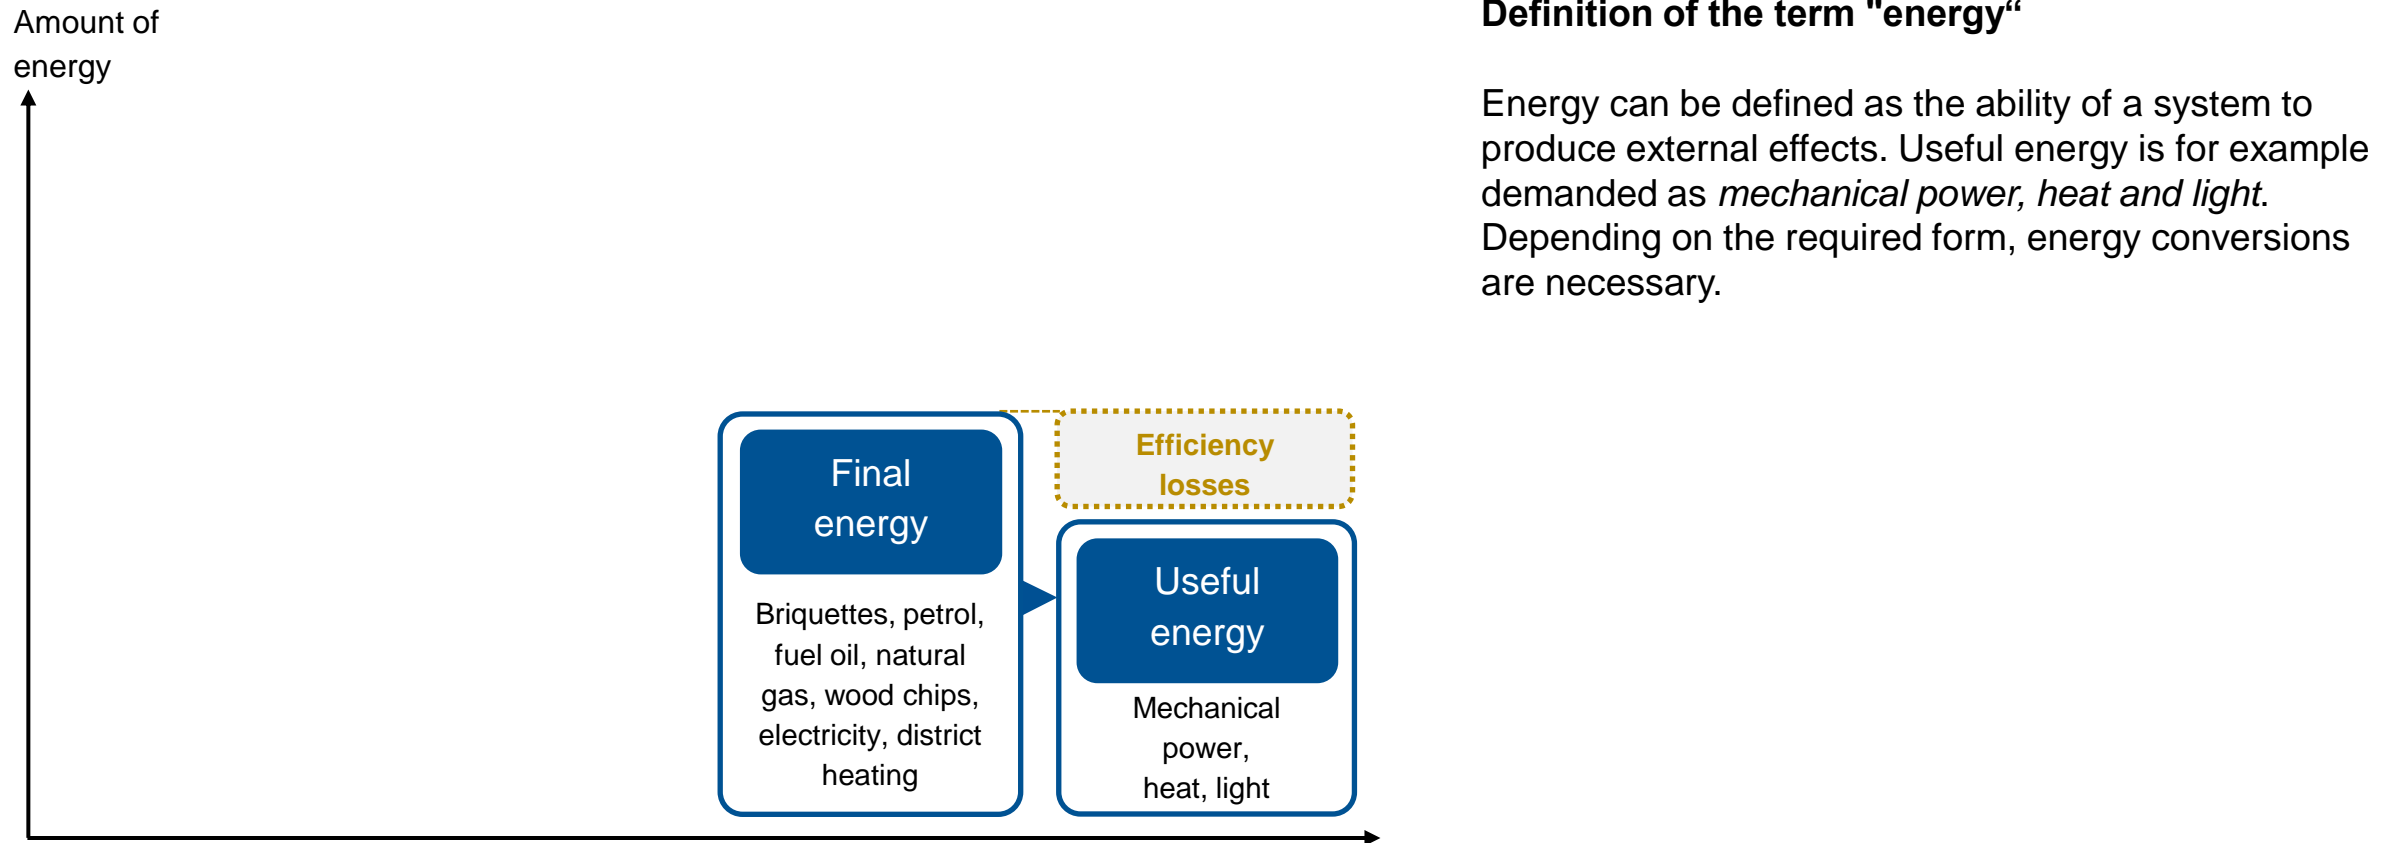 Amount of
energy
Definition of the term "energy“
Energy can be defined as the ability of a system to
produce external effects. Useful energy is for example
demanded as mechanical power, heat and light.
Depending on the required form, energy conversions
are necessary.
Final
energy
Briquettes, petrol,
fuel oil, natural
gas, wood chips,
electricity, district
heating
Efficiency
losses
Useful
energy
Mechanical
power,
heat, light